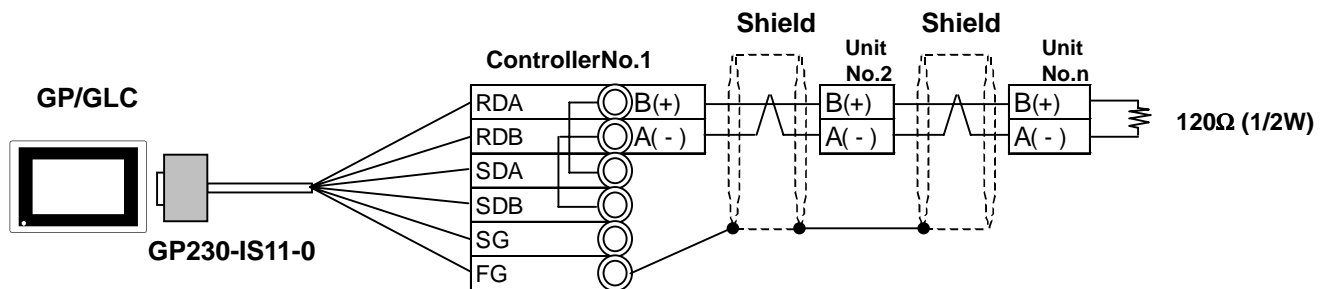 Shield
Shield
ControllerNo.1
Unit
No.2
Unit
No.n
GP/GLC
RDA
B(+)
B(+)
B(+)
RDB
A( - )
A( - )
A( - )
120Ω (1/2W)
SDA
SDB
GP230-IS11-0
SG
FG